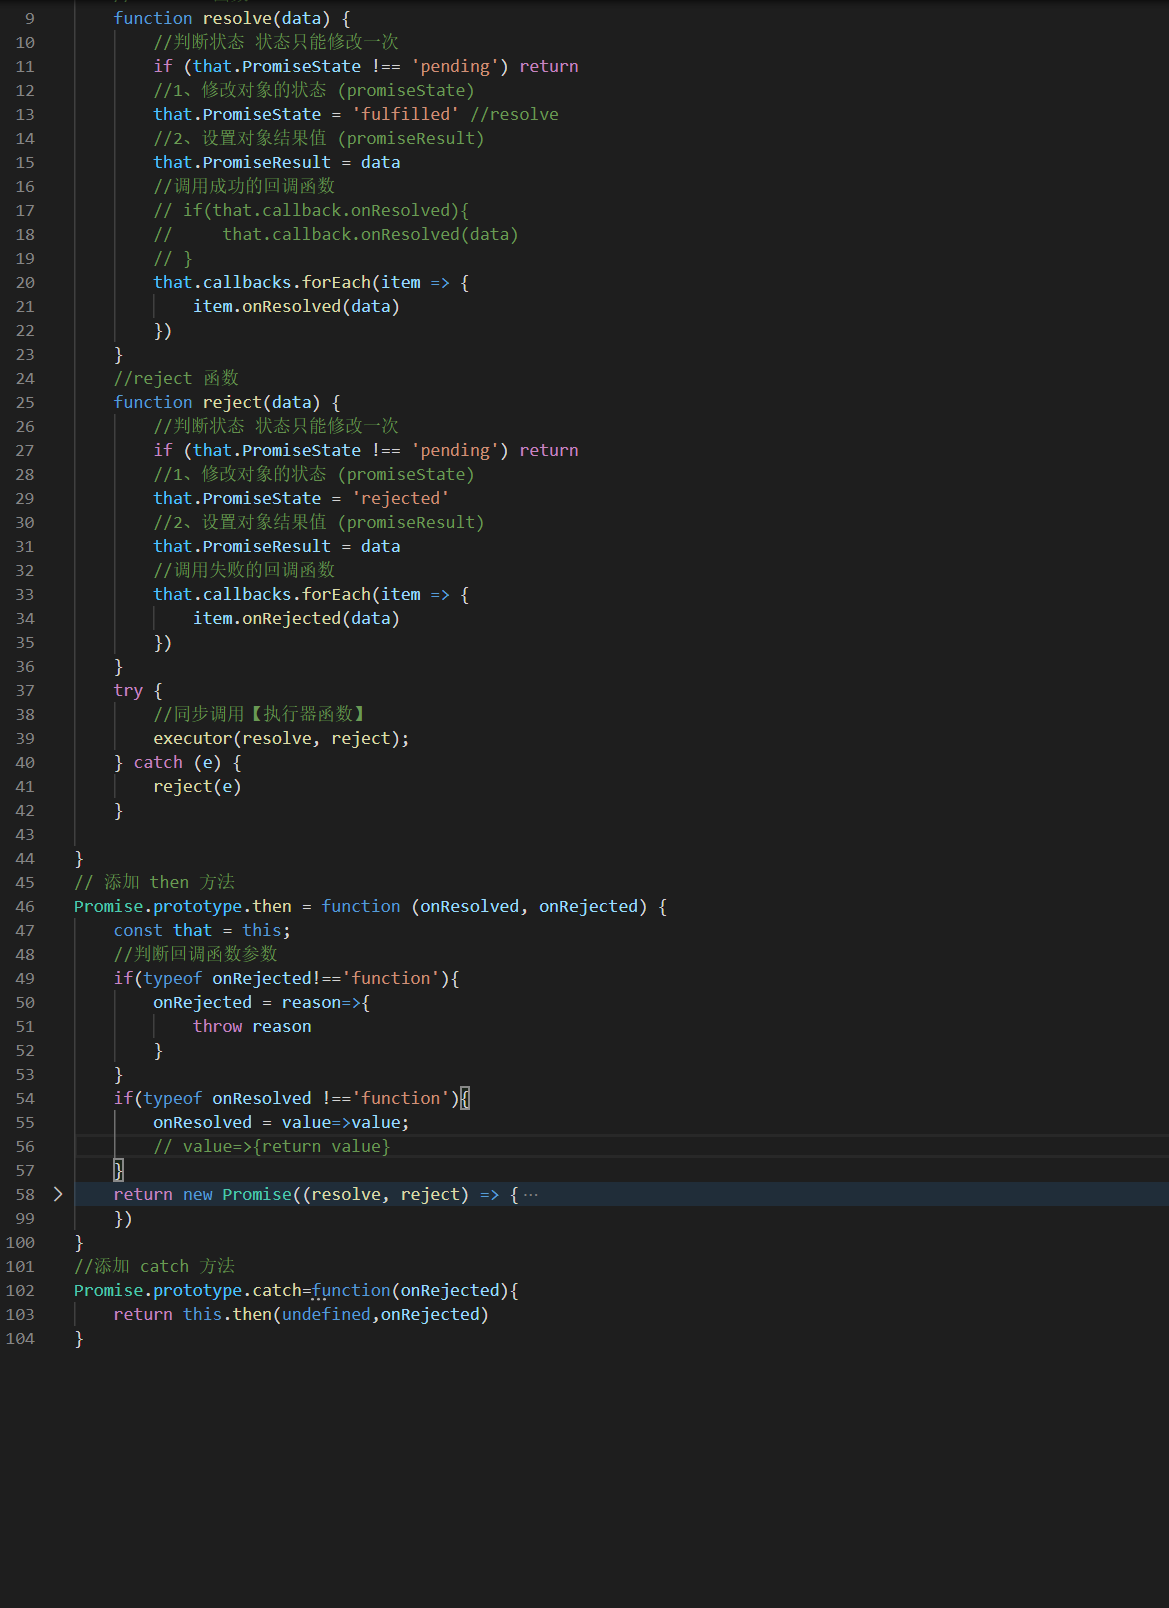 9 function resolve(data) {
10 //判断状态 状态只能修改一次
11 if (that.PromiseState !== 'pending') return
12 //1、修改对象的状态 (promiseState)
13 that.PromiseState = 'fulfilled' //resolve
14 //2、设置对象结果值 (promiseResult)
15 that.PromiseResult = data
16 //调用成功的回调函数
17 // if(that.callback.onResolved){
18 //     that.callback.onResolved(data)
19 // }
20 that.callbacks.forEach(item => {
21 item.onResolved(data)
22 })
23 }
24 //reject 函数
25 function reject(data) {
26 //判断状态 状态只能修改一次
27 if (that.PromiseState !== 'pending') return
28 //1、修改对象的状态 (promiseState)
29 that.PromiseState = 'rejected'
30 //2、设置对象结果值 (promiseResult)
31 that.PromiseResult = data
32 //调用失败的回调函数
33 that.callbacks.forEach(item => {
34 item.onRejected(data)
35 })
36 }
37 try {
38 //同步调用【执行器函数】
39 executor(resolve, reject);
40 } catch (e) {
41 reject(e)
42 }
43
44 }
45 // 添加 then 方法
46 Promise.prototype.then = function (onResolved, onRejected) {
47 const that = this;
48 //判断回调函数参数
49 if(typeof onRejected!=='function'){
50 onRejected = reason=>{
51 throw reason
52 }
53 }
54 if(typeof onResolved !=='function'){
55 onResolved = value=>value;
56 // value=>{return value}
57 }
58 return new Promise((resolve, reject) => {···
99 })
100 }
101 //添加 catch 方法
102 Promise.prototype.catch=function(onRejected){
103 return this.then(undefined,onRejected)
104 }